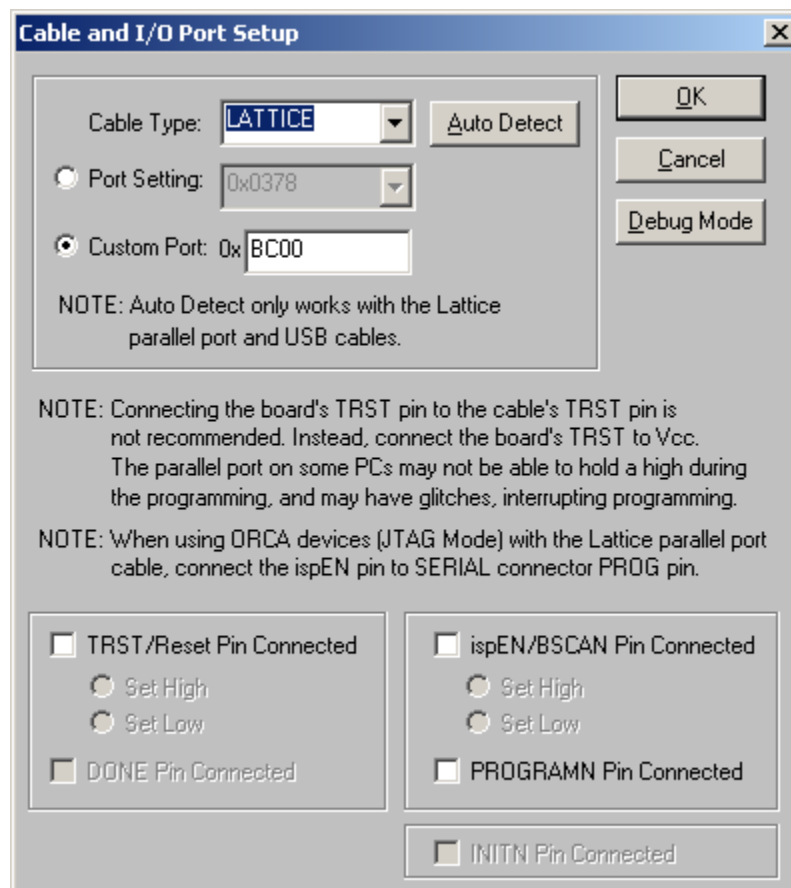 Cable and I/O Port Setup
Cable Type: LATTICE Auto Detect
OK
Port Setting: 0x0378
Cancel
Custom Port: 0x BC00
Debug Mode
NOTE: Auto Detect only works with the Lattice
parallel port and USB cables.
NOTE: Connecting the board's TRST pin to the cable's TRST pin is
not recommended. Instead, connect the board's TRST to Vcc.
The parallel port on some PCs may not be able to hold a high during
the programming, and may have glitches, interrupting programming.
NOTE: When using ORCA devices (JTAG Mode) with the Lattice parallel port
cable, connect the ispEN pin to SERIAL connector PROG pin.
TRST/Reset Pin Connected
Set High
Set Low
DONE Pin Connected
ispEN/BSCAN Pin Connected
Set High
Set Low
PROGRAMN Pin Connected
INITN Pin Connected